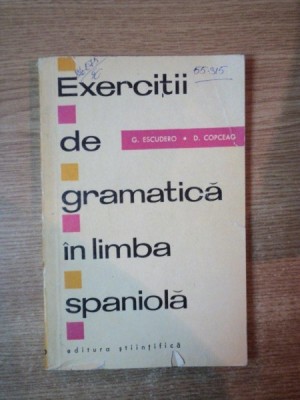 Exerciții
de
G. ESCUDERO • D. COPCEAG
gramatică
în limba
spaniolă
editura științifică